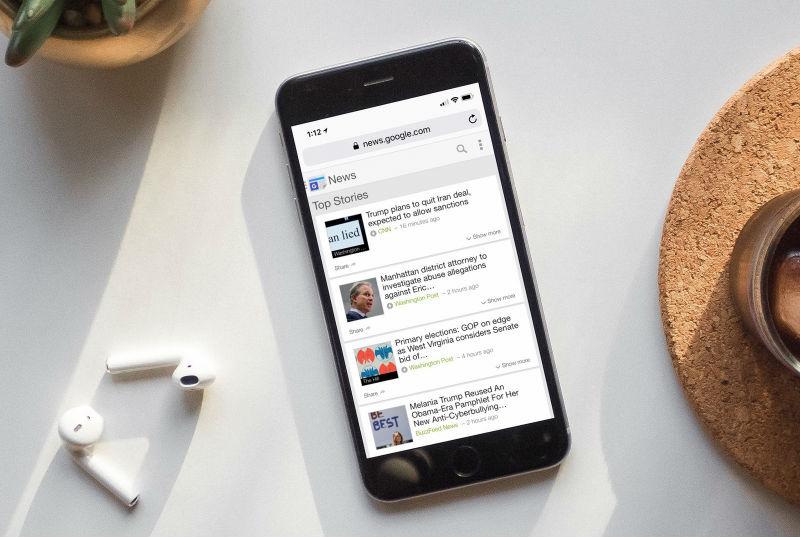 1:12
news.google.com
G News
Top Stories
an lied
Washington ...
Trump plans to quit Iran deal,
expected to allow sanctions
CNN - 16 minutes ago
Share
Show more
Manhattan district attorney to
investigate abuse allegations
against Eric...
Washington Post - 2 hours ago
Share
Show more
The Hill
Primary elections: GOP on edge
as West Virginia considers Senate
bid of...
Washington Post - 4 hours ago
Share
Show more
BE
BEST
Melania Trump Reused An
Obama-Era Pamphlet For Her
New Anti-Cyberbullying...
BuzzFeed News - 2 hours ago